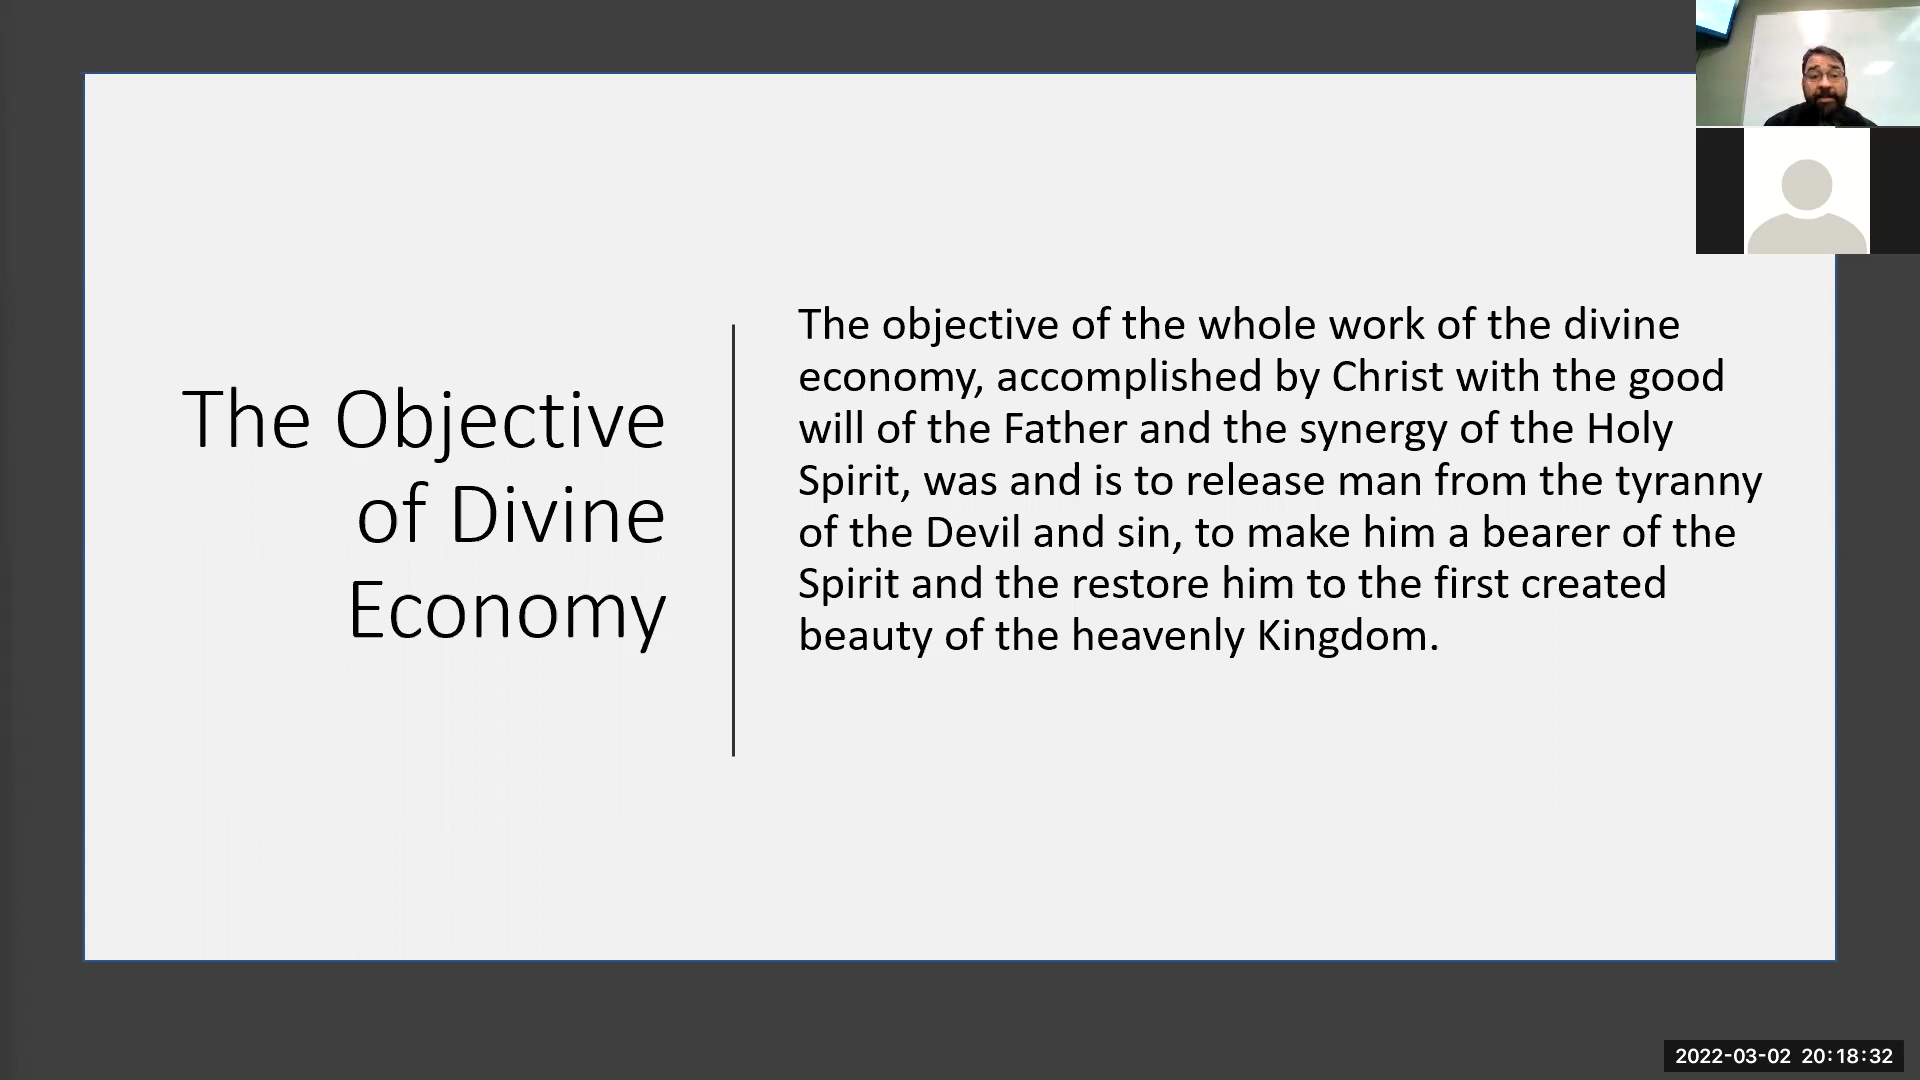 The Objective
of Divine
Economy
The objective of the whole work of the divine
economy, accomplished by Christ with the good
will of the Father and the synergy of the Holy
Spirit, was and is to release man from the tyranny
of the Devil and sin, to make him a bearer of the
Spirit and the restore him to the first created
beauty of the heavenly Kingdom.
2022-03-02 20:18:32